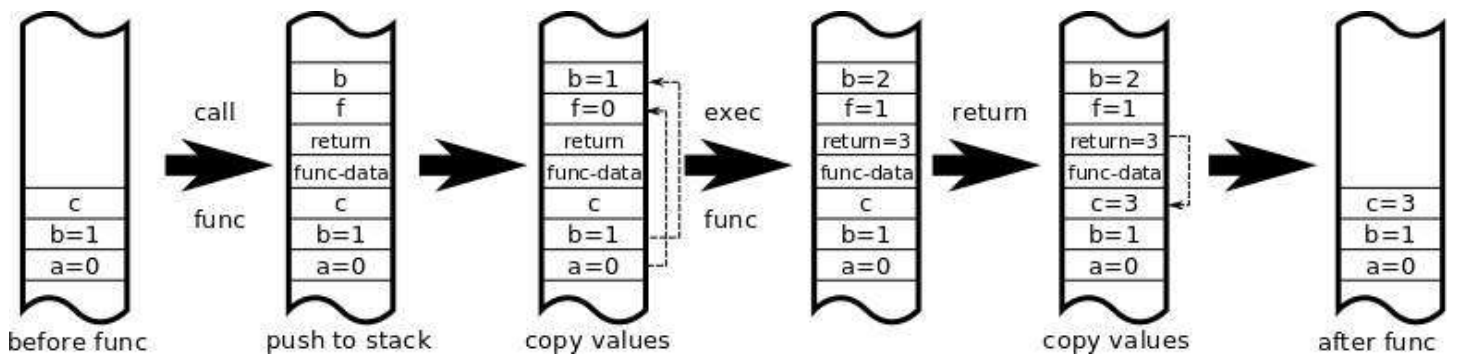 c
b=1
a=0
before func
call
func
b
f
return
func-data
c
b=1
a=0
push to stack
b=1
f=0
return
func-data
c
b=1
a=0
copy values
exec
func
b=2
f=1
return=3
func-data
c
b=1
a=0
return
b=2
f=1
return=3
func-data
c=3
b=1
a=0
copy values
c=3
b=1
a=0
after func